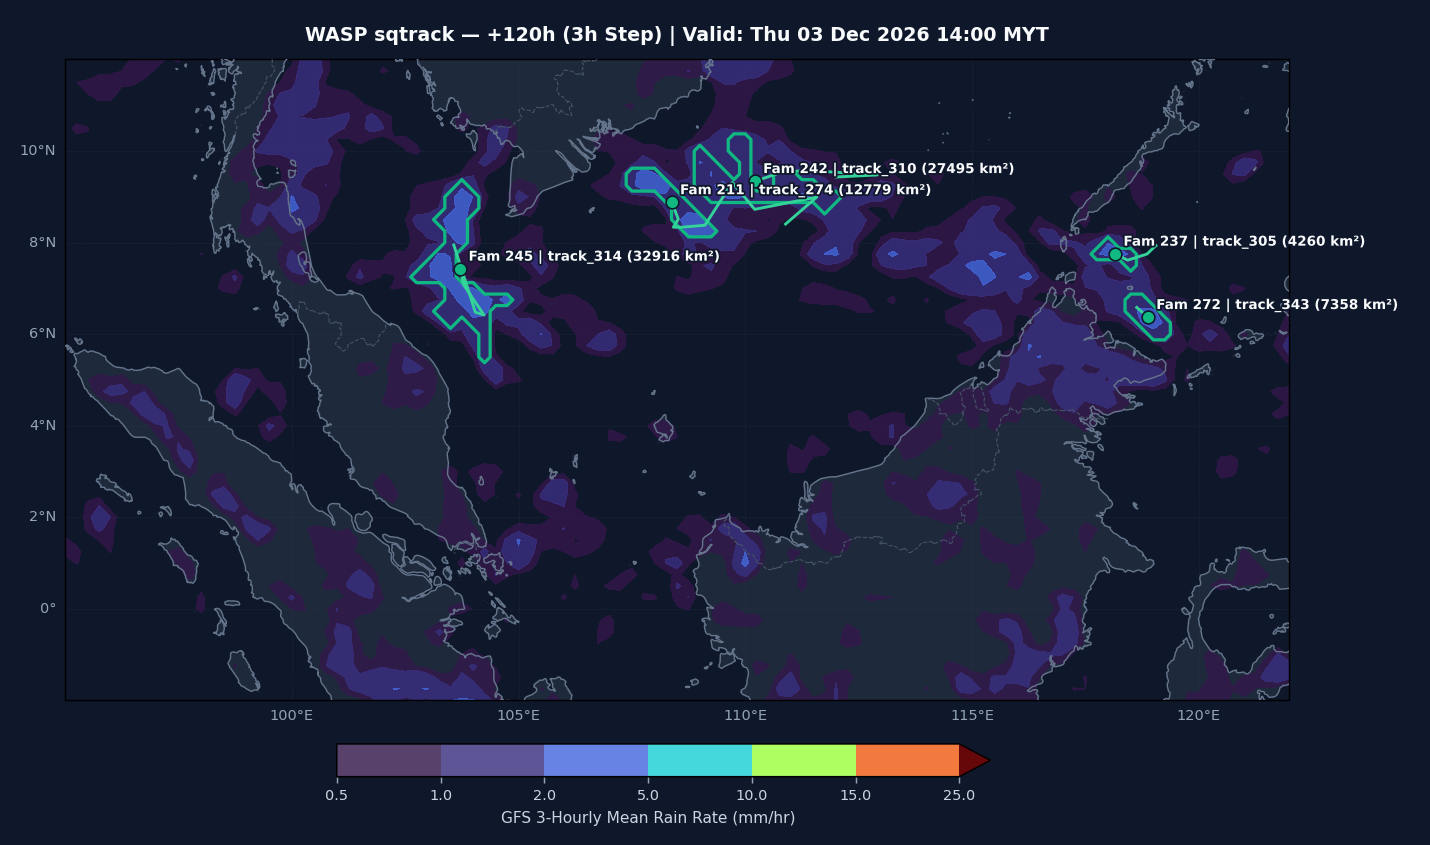 WASP sqtrack — +120h (3h Step) | Valid: Thu 03 Dec 2026 14:00 MYT
10°N
8°N
6°N
4°N
2°N
0°
Fam 242 | track_310 (27495 km²)
Fam 211 | track_274 (12779 km²)
Fam 237 | track_305 (4260 km²)
Fam 245 | track_314 (32916 km²)
Fam 272 | track_343 (7358 km²)
100°E 105°E 110°E 115°E 120°E
0.5 1.0 2.0 5.0 10.0 15.0 25.0
GFS 3-Hourly Mean Rain Rate (mm/hr)